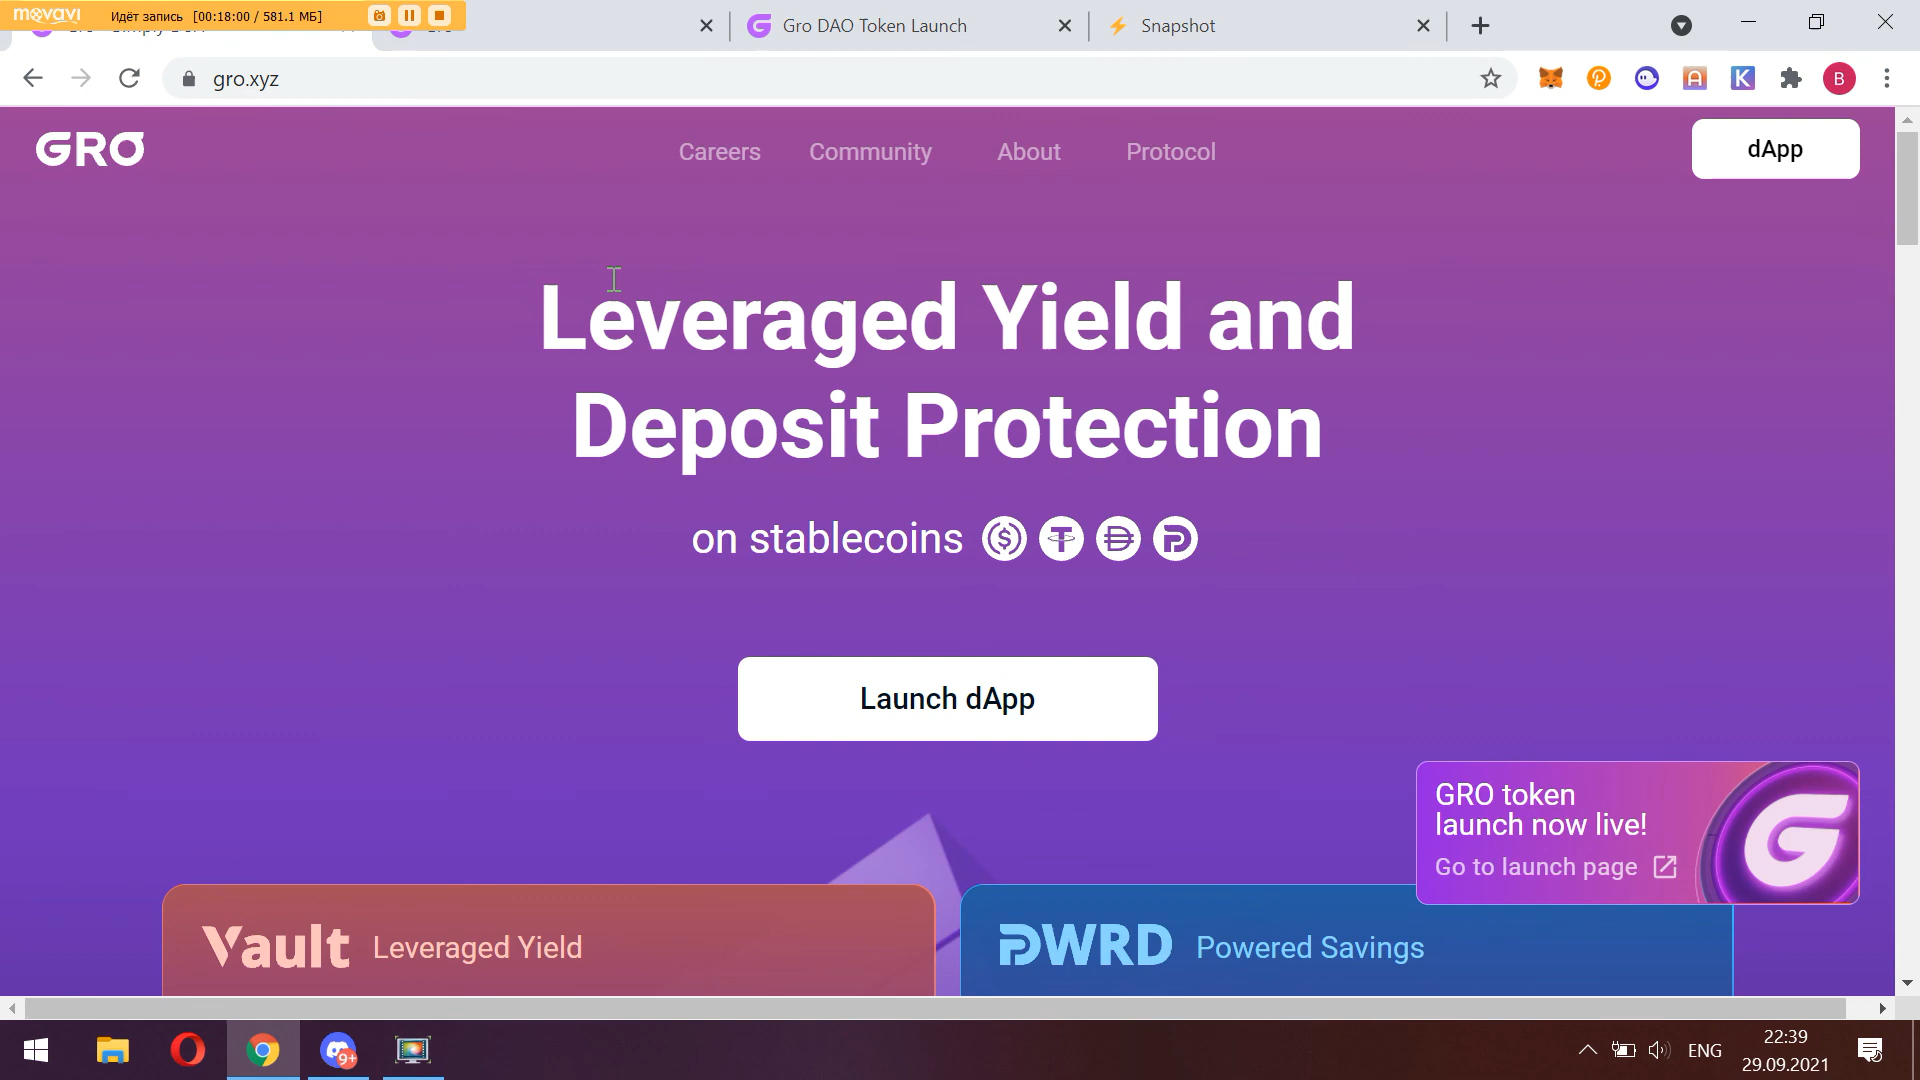 movavi
Идёт запись [00:18:00 / 581.1 МБ]
Gro DAO Token Launch
Snapshot
gro.xyz
B
GRO
Careers
Community
About
Protocol
dApp
Leveraged Yield and
Deposit Protection
on stablecoins
Launch dApp
GRO token
launch now live!
Go to launch page
Vault Leveraged Yield
PWRD Powered Savings
9+
ENG
22:39
29.09.2021